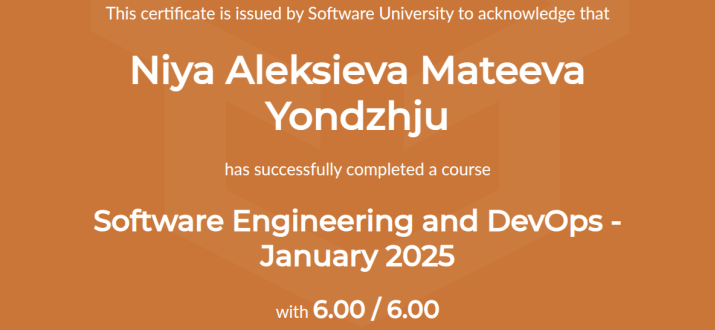 This certificate is issued by Software University to acknowledge that
Niya Aleksieva Mateeva
Yondzhju
has successfully completed a course
Software Engineering and DevOps -
January 2025
with 6.00 / 6.00